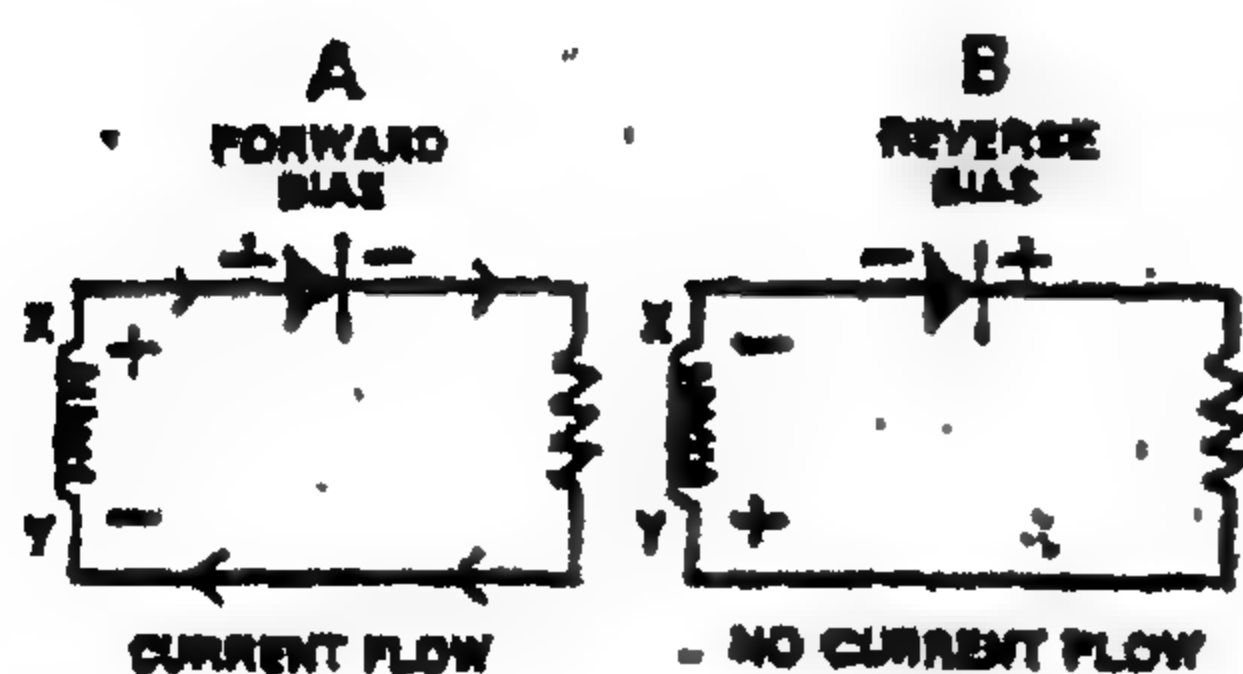 A
FORWARD
BIAS
+ -
X
+
Y
-
CURRENT FLOW
B
REVERSE
BIAS
- +
X
-
Y
+
NO CURRENT FLOW